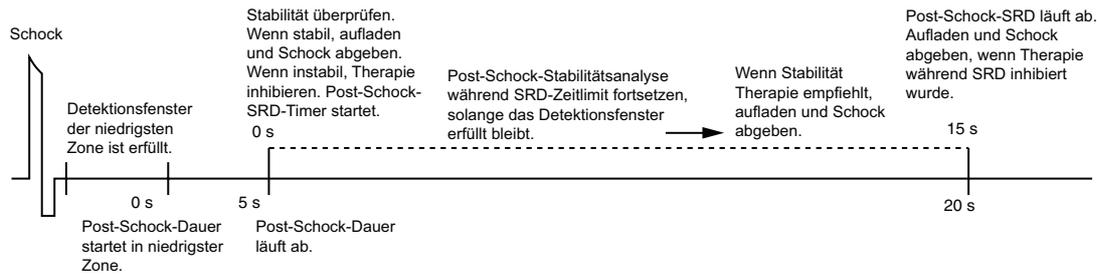 Schock
Detektionsfenster
der niedrigsten
Zone ist erfüllt.
Stabilität überprüfen.
Wenn stabil, aufladen
und Schock abgeben.
Wenn instabil, Therapie
inhibieren. Post-Schock-
SRD-Timer startet.
0 s
Post-Schock-Stabilitätsanalyse
während SRD-Zeitlimit fortsetzen,
solange das Detektionsfenster
erfüllt bleibt.
Wenn Stabilität
Therapie empfiehlt,
aufladen und Schock
abgeben.
Post-Schock-SRD läuft ab.
Aufladen und Schock
abgeben, wenn Therapie
während SRD inhibiert
wurde.
15 s
0 s
5 s
20 s
Post-Schock-Dauer
startet in niedrigster
Zone.
Post-Schock-Dauer
läuft ab.